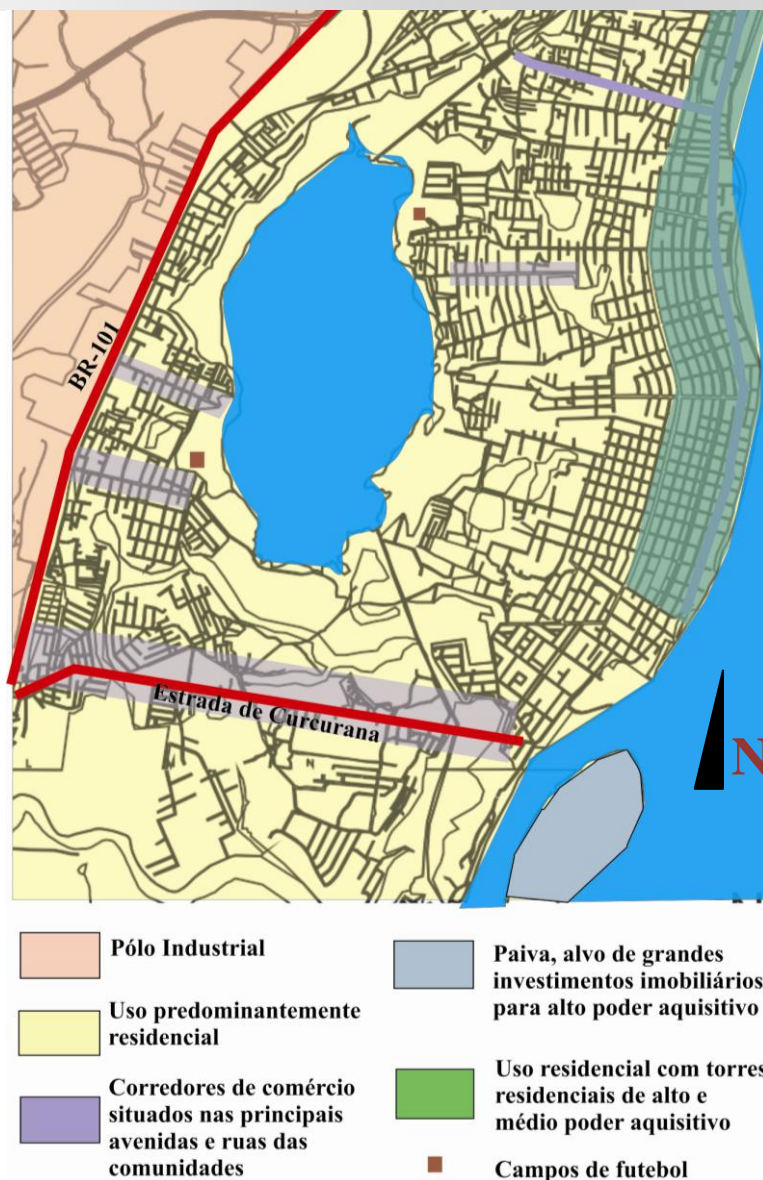 BR-101
Estrada de Curcurana
N
Pólo Industrial
Uso predominantemente
residencial
Corredores de comércio
situados nas principais
avenidas e ruas das
comunidades
Paiva, alvo de grandes
investimentos imobiliários
para alto poder aquisitivo
Uso residencial com torres
residenciais de alto e
médio poder aquisitivo
Campos de futebol